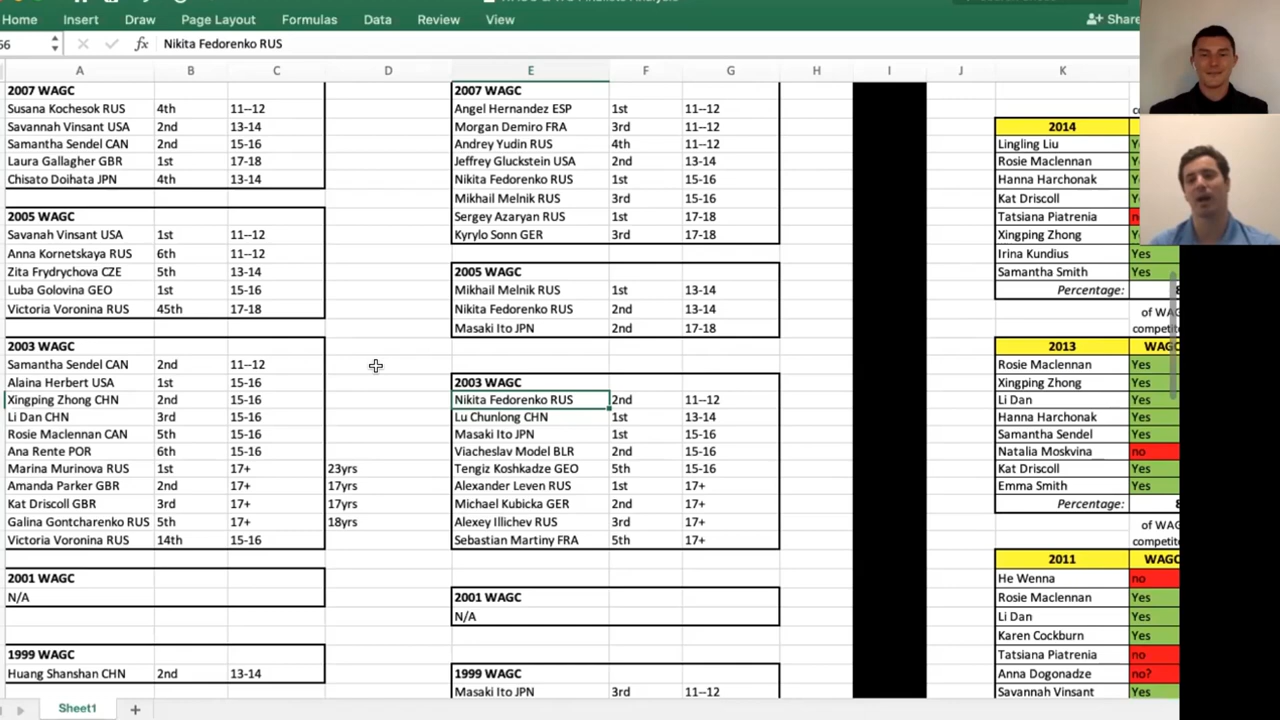 Home Insert Draw Page Layout Formulas Data Review View Share
fx Nikita Fedorenko RUS
A B C D E F G H I J K
2007 WAGC 2007 WAGC
Susana Kochesok RUS 4th 11--12 Angel Hernandez ESP 1st 11--12 2014
Savannah Vinsant USA 2nd 13-14 Morgan Demiro FRA 3rd 11--12
Samantha Sendel CAN 2nd 15-16 Andrey Yudin RUS 4th 11--12 Lingling Liu
Laura Gallagher GBR 1st 17-18 Jeffrey Gluckstein USA 2nd 13-14 Rosie Maclennan
Chisato Doihata JPN 4th 13-14 Nikita Fedorenko RUS 1st 15-16 Hanna Harchonak
Mikhail Melnik RUS 3rd 15-16 Kat Driscoll
2005 WAGC Sergey Azaryan RUS 1st 17-18 Tatsiana Piatrenia
Savanah Vinsant USA 1st 11--12 Kyrylo Sonn GER 3rd 17-18 Xingping Zhong
Anna Kornetskaya RUS 6th 11--12 Irina Kundius Yes
Zita Frydrychova CZE 5th 13-14 2005 WAGC Samantha Smith Yes
Luba Golovina GEO 1st 15-16 Mikhail Melnik RUS 1st 13-14 Percentage:
Victoria Voronina RUS 45th 17-18 Nikita Fedorenko RUS 2nd 13-14 of WAG
Masaki Ito JPN 2nd 17-18 competit
2003 WAGC 2013 WAGC
Samantha Sendel CAN 2nd 11--12 Rosie Maclennan Yes
Alaina Herbert USA 1st 15-16 2003 WAGC Xingping Zhong Yes
Xingping Zhong CHN 2nd 15-16 Nikita Fedorenko RUS 2nd 11--12 Li Dan Yes
Li Dan CHN 3rd 15-16 Lu Chunlong CHN 1st 13-14 Hanna Harchonak Yes
Rosie Maclennan CAN 5th 15-16 Masaki Ito JPN 1st 15-16 Samantha Sendel Yes
Ana Rente POR 6th 15-16 Viacheslav Model BLR 2nd 15-16 Natalia Moskvina no
Marina Murinova RUS 1st 17+ 23yrs Tengiz Koshkadze GEO 5th 15-16 Kat Driscoll Yes
Amanda Parker GBR 2nd 17+ 17yrs Alexander Leven RUS 1st 17+ Emma Smith Yes
Kat Driscoll GBR 3rd 17+ 17yrs Michael Kubicka GER 2nd 17+ Percentage:
Galina Gontcharenko RUS 5th 17+ 18yrs Alexey Illichev RUS 3rd 17+ of WAG
Victoria Voronina RUS 14th 15-16 Sebastian Martiny FRA 5th 17+ competit
2011 WAGC
2001 WAGC He Wenna no
N/A 2001 WAGC Rosie Maclennan Yes
N/A Li Dan Yes
Karen Cockburn Yes
1999 WAGC Tatsiana Piatrenia no
Huang Shanshan CHN 2nd 13-14 1999 WAGC Anna Dogonadze no?
Masaki Ito JPN 3rd 11--12 Savannah Vinsant Yes
Sheet1 +